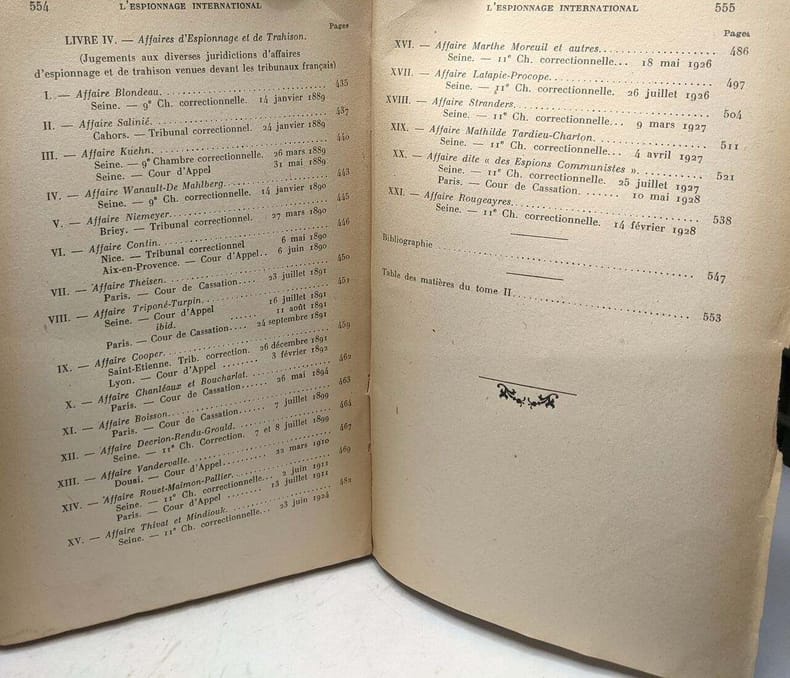 554 L'ESPIONNAGE INTERNATIONAL
Pages
LIVRE IV. — Affaires d'Espionnage et de Trahison.
(Jugements aux diverses juridictions d'affaires
d'espionnage et de trahison venues devant les tribunaux français)
I. — Affaire Blondeau. 435
Seine. — 9e Ch. correctionnelle. 14 janvier 1889
II. — Affaire Salinié. 437
Cahors. — Tribunal correctionnel. 24 janvier 1889
III. — Affaire Kuehn. 440
Seine. — 9e Chambre correctionnelle. 26 mars 1889
Seine. — Cour d'Appel 31 mai 1889
IV. — Affaire Wanault-De Mahlberg. 443
Seine. — 9e Ch. correctionnelle. 14 janvier 1890
V. — Affaire Niemeyer. 445
Briey. — Tribunal correctionnel. 27 mars 1890
VI. — Affaire Contin. 446
Nice. — Tribunal correctionnel 6 mai 1890
Aix-en-Provence. — Cour d'Appel.. 6 juin 1890
VII. — Affaire Theisen. 450
Paris. — Cour de Cassation.... 23 juillet 1891
VIII. — Affaire Triponé-Turpin. 451
Seine. — Cour d'Appel 16 juillet 1891
ibid. 11 août 1891
Paris. — Cour de Cassation.... 24 septembre 1891
IX. — Affaire Cooper. 459
Saint-Etienne. Trib. correction. 26 décembre 1891
Lyon. — Cour d'Appel ........ 3 février 1892
X. — Affaire Chanléaux et Boucharlat. 462
Paris. — Cour de Cassation.... 26 mai 1894
XI. — Affaire Boisson. 463
Paris. — Cour de Cassation.... 7 juillet 1899
XII. — Affaire Decrion-Rendu-Grould. 464
Seine. — 11e Ch. Correction. 7 et 8 juillet 1899
XIII. — Affaire Vandervalle. 467
Douai. — Cour d'Appel........ 22 mars 1910
XIV. — Affaire Rouet-Maimon-Pallier. 469
Seine. — 11e Ch. correctionnelle... 2 juin 1911
Paris. — Cour d'Appel ........ 13 juillet 1911
XV. — Affaire Thivat et Mindiouk. 482
Seine. — 11e Ch. correctionnelle... 23 juin 1924
L'ESPIONNAGE INTERNATIONAL 555
Pages
XVI. — Affaire Marthe Moreuil et autres. 486
Seine. — 11e Ch. correctionnelle... 18 mai 1926
XVII. — Affaire Latapie-Procope. 497
Seine. — 11e Ch. correctionnelle. 26 juillet 1926
XVIII. — Affaire Stranders. 504
Seine. — 11e Ch. correctionnelle... 9 mars 1927
XIX. — Affaire Mathilde Tardieu-Charton. 511
Seine. — 11e Ch. correctionnelle... 4 avril 1927
XX. — Affaire dite « des Espions Communistes ». 521
Seine. — 11e Ch. correctionnelle. 25 juillet 1927
Paris. — Cour de Cassation...... 10 mai 1928
XXI. — Affaire Rougeayres. 538
Seine. — 11e Ch. correctionnelle. 14 février 1928
Bibliographie 547
Table des matières du tome II 553